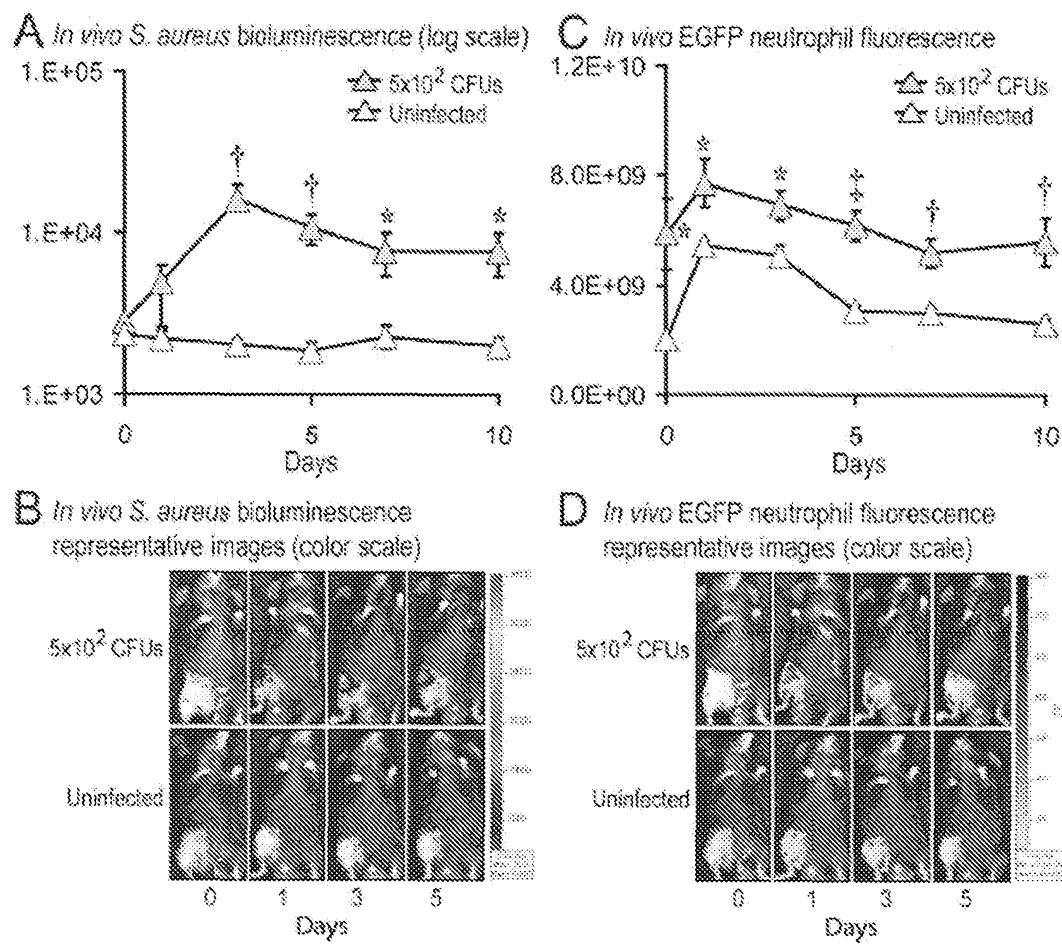 A In vivo S. aureus bioluminescence (log scale)
1.E+05
5x10² CFUs
Uninfected
† † * *
1.E+04
1.E+03
0 5 10
Days
C In vivo EGFP neutrophil fluorescence
1.2E+10
5x10² CFUs
Uninfected
* * * ‡ † †
8.0E+09
4.0E+09
0.0E+00
0 5 10
Days
B In vivo S. aureus bioluminescence
representative images (color scale)
5x10² CFUs
Uninfected
0 1 3 5
Days
D In vivo EGFP neutrophil fluorescence
representative images (color scale)
5x10² CFUs
Uninfected
0 1 3 5
Days